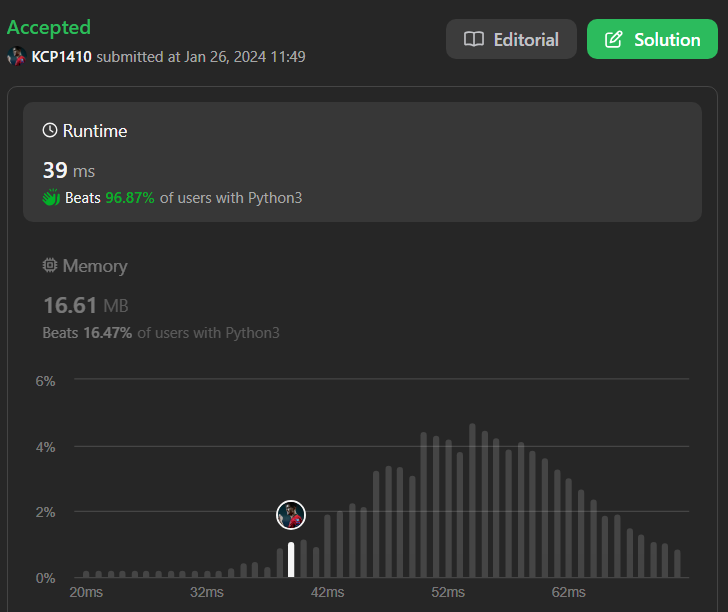 Accepted
Editorial
Solution
KCP1410 submitted at Jan 26, 2024 11:49
Runtime
39 ms
Beats 96.87% of users with Python3
Memory
16.61 MB
Beats 16.47% of users with Python3
6%
4%
2%
0%
20ms 32ms 42ms 52ms 62ms